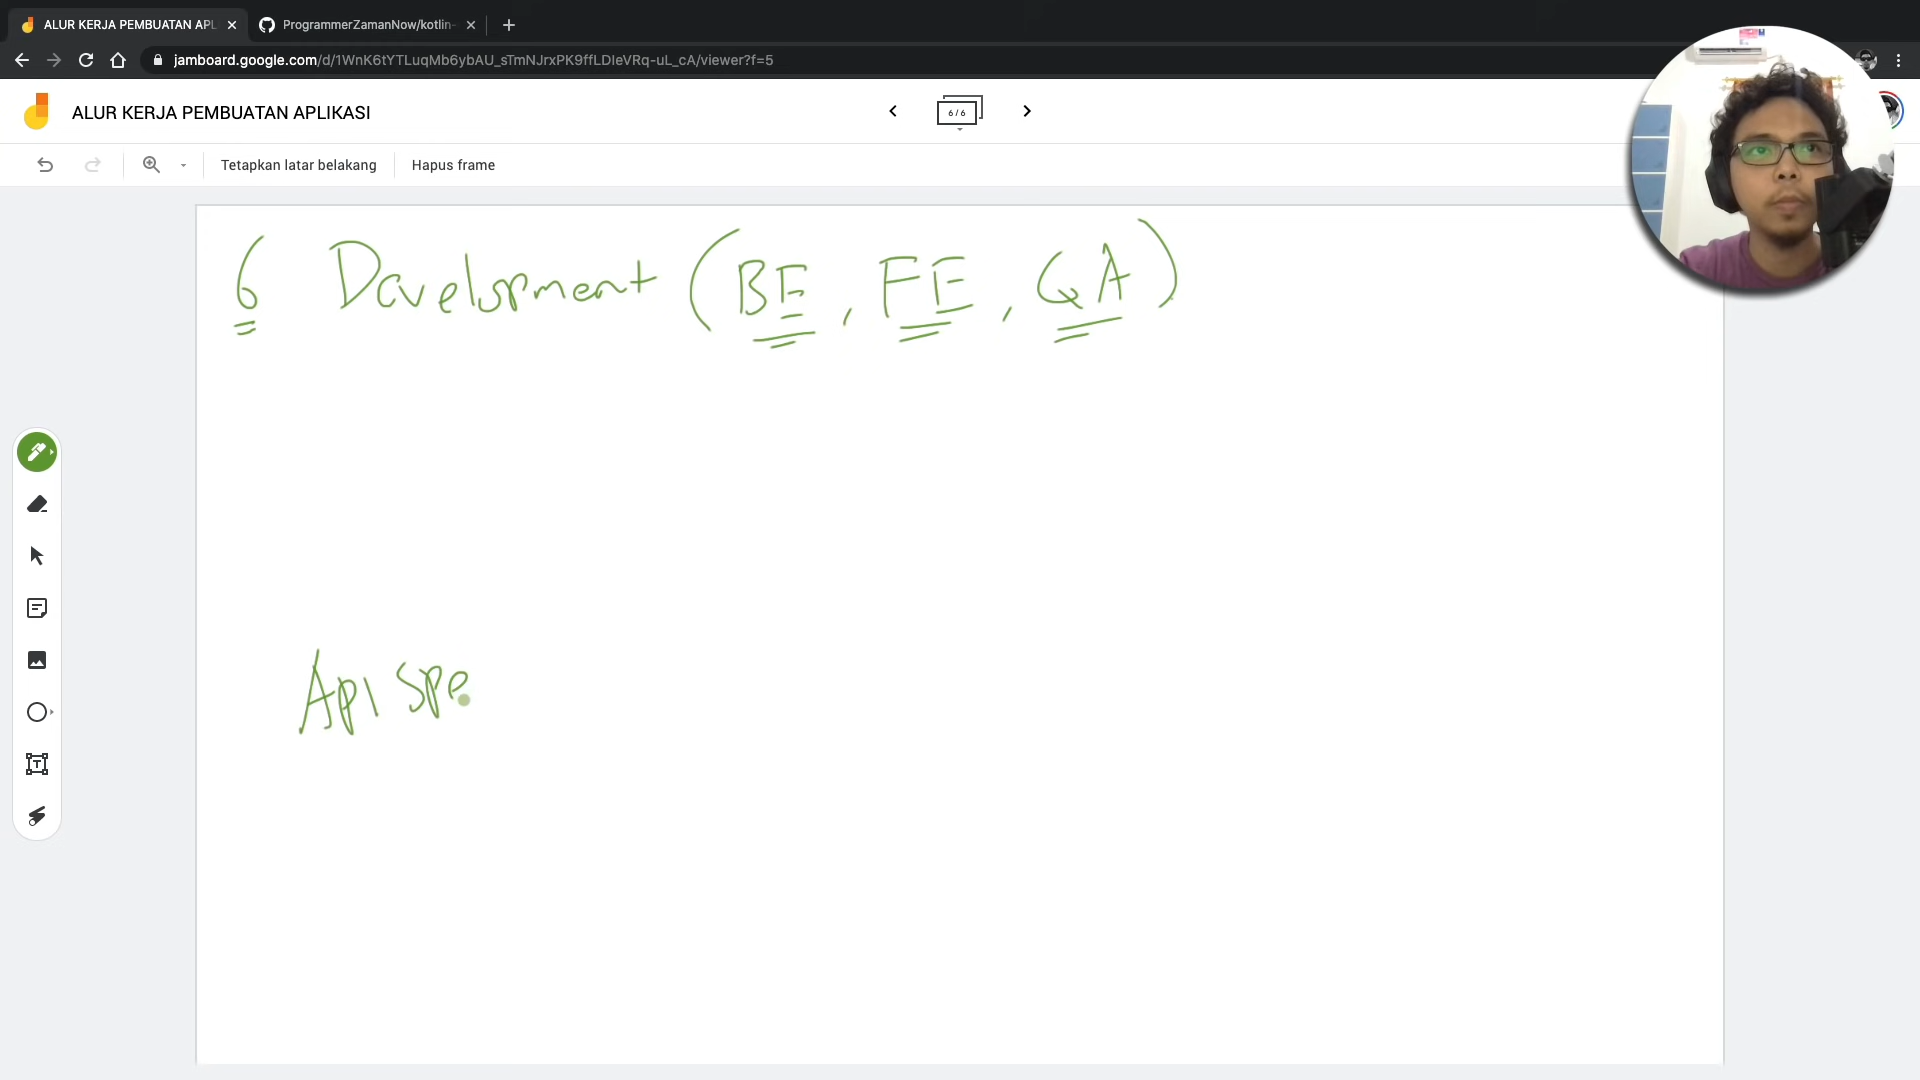 ALUR KERJA PEMBUATAN APL
ProgrammerZamanNow/kotlin-
jamboard.google.com/d/1WnK6tYTLuqMb6ybAU_sTmNJrxPK9ffLDIeVRq-uL_cA/viewer?f=5
ALUR KERJA PEMBUATAN APLIKASI
6/6
Tetapkan latar belakang
Hapus frame
6 Development (BE, FE, QA)
Api spe